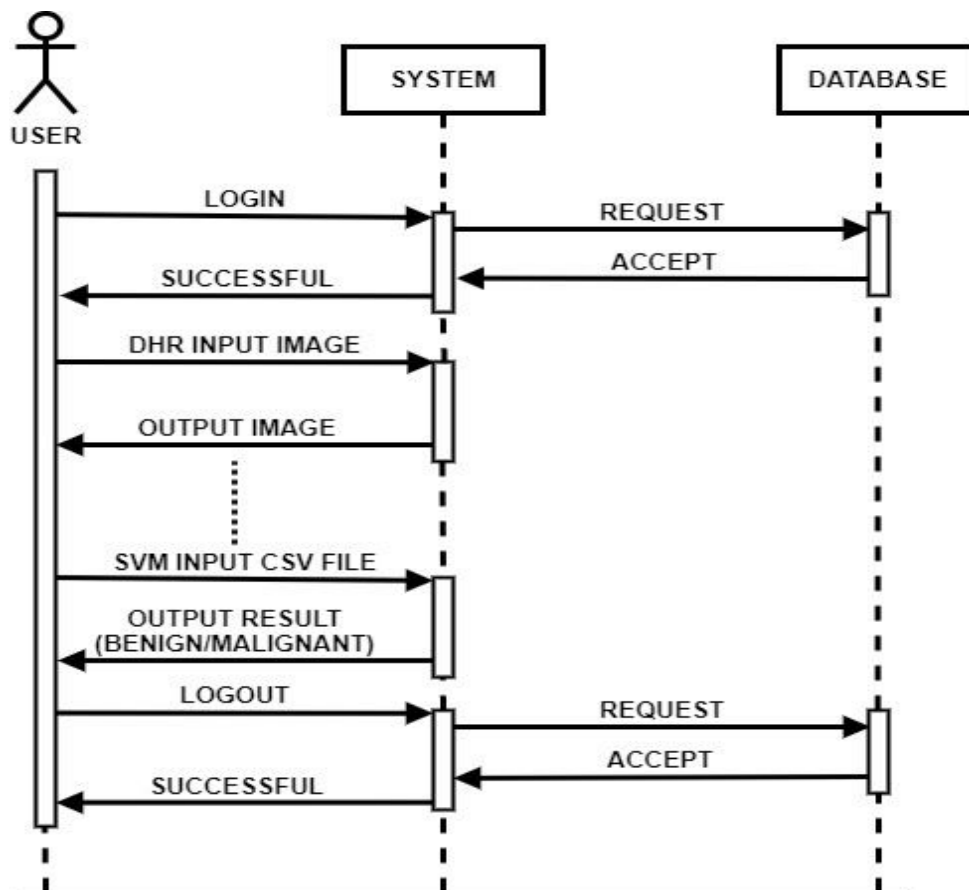 SYSTEM
DATABASE
USER
LOGIN
REQUEST
ACCEPT
SUCCESSFUL
DHR INPUT IMAGE
OUTPUT IMAGE
SVM INPUT CSV FILE
OUTPUT RESULT
(BENIGN/MALIGNANT)
LOGOUT
REQUEST
ACCEPT
SUCCESSFUL